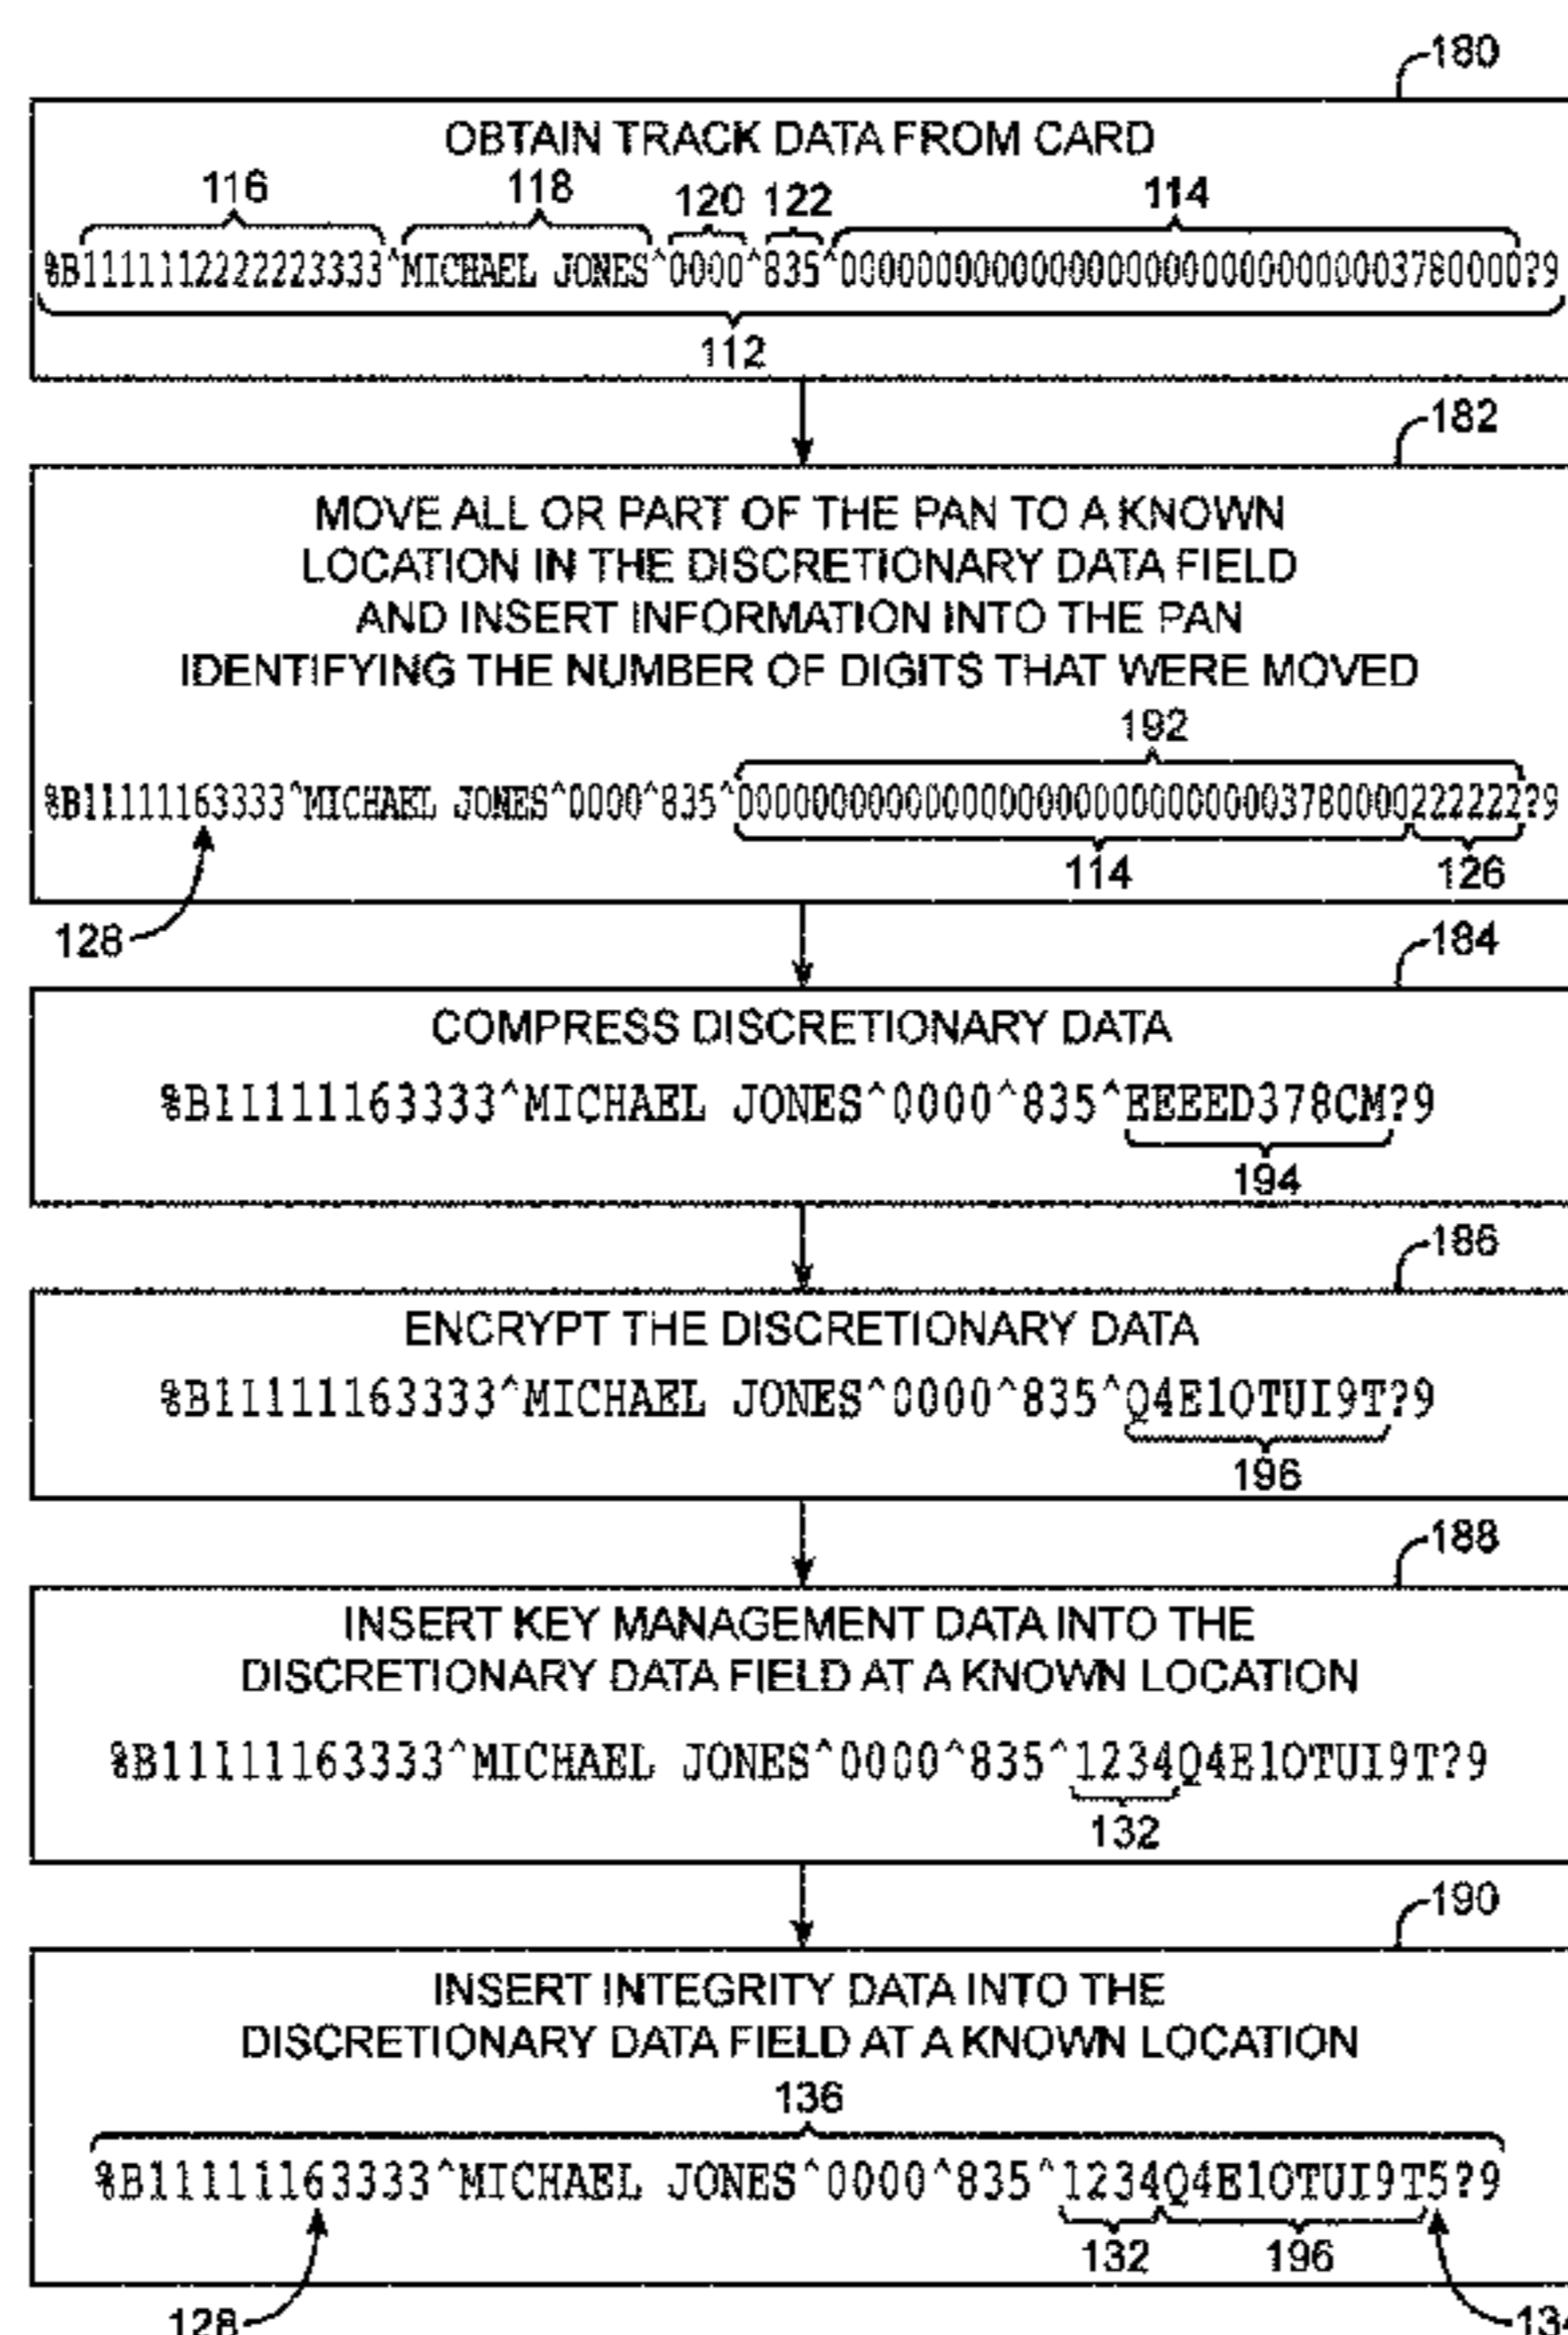 180
OBTAIN TRACK DATA FROM CARD
116 118 120 122 114
%B1111112222223333^MICHAEL JONES^0000^835^000000000000000000000000000003780000?9
112
182
MOVE ALL OR PART OF THE PAN TO A KNOWN
LOCATION IN THE DISCRETIONARY DATA FIELD
AND INSERT INFORMATION INTO THE PAN
IDENTIFYING THE NUMBER OF DIGITS THAT WERE MOVED
192
%B11111163333^MICHAEL JONES^0000^835^000000000000000000000000000003780000222222?9
114 126
128
184
COMPRESS DISCRETIONARY DATA
%B11111163333^MICHAEL JONES^0000^835^EEEED378CM?9
194
186
ENCRYPT THE DISCRETIONARY DATA
%B11111163333^MICHAEL JONES^0000^835^Q4E1OTUI9T?9
196
188
INSERT KEY MANAGEMENT DATA INTO THE
DISCRETIONARY DATA FIELD AT A KNOWN LOCATION
%B11111163333^MICHAEL JONES^0000^835^1234Q4E1OTUI9T?9
132
190
INSERT INTEGRITY DATA INTO THE
DISCRETIONARY DATA FIELD AT A KNOWN LOCATION
136
%B11111163333^MICHAEL JONES^0000^835^1234Q4E1OTUI9T5?9
132 196
128